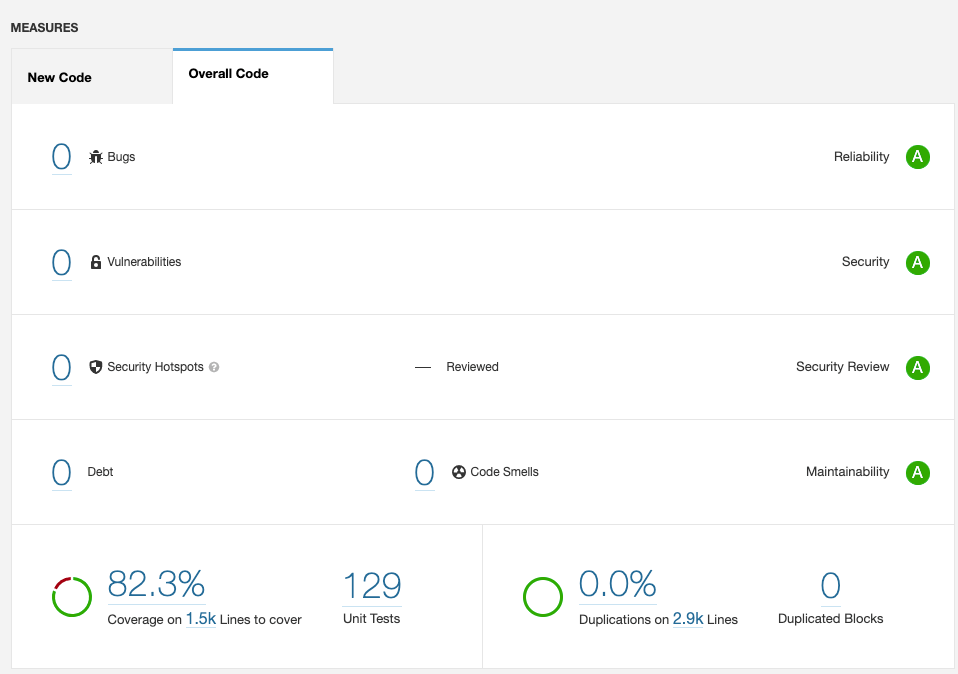 MEASURES
New Code
Overall Code
0 Bugs Reliability A
0 Vulnerabilities Security A
0 Security Hotspots ? — Reviewed Security Review A
0 Debt 0 Code Smells Maintainability A
82.3% 129 0.0% 0
Coverage on 1.5k Lines to cover Unit Tests Duplications on 2.9k Lines Duplicated Blocks